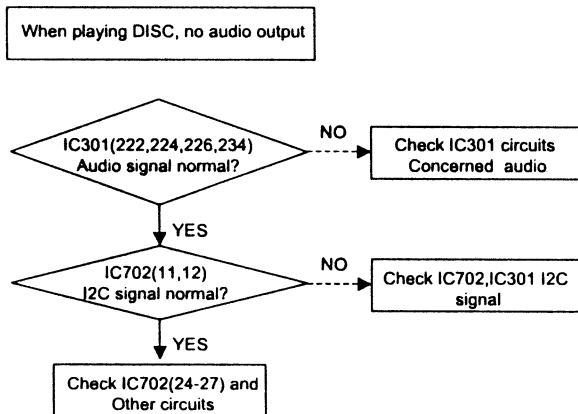 When playing DISC, no audio output
IC301(222,224,226,234)
Audio signal normal?
NO
Check IC301 circuits
Concerned audio
YES
IC702(11,12)
I2C signal normal?
NO
Check IC702,IC301 I2C
signal
YES
Check IC702(24-27) and
Other circuits